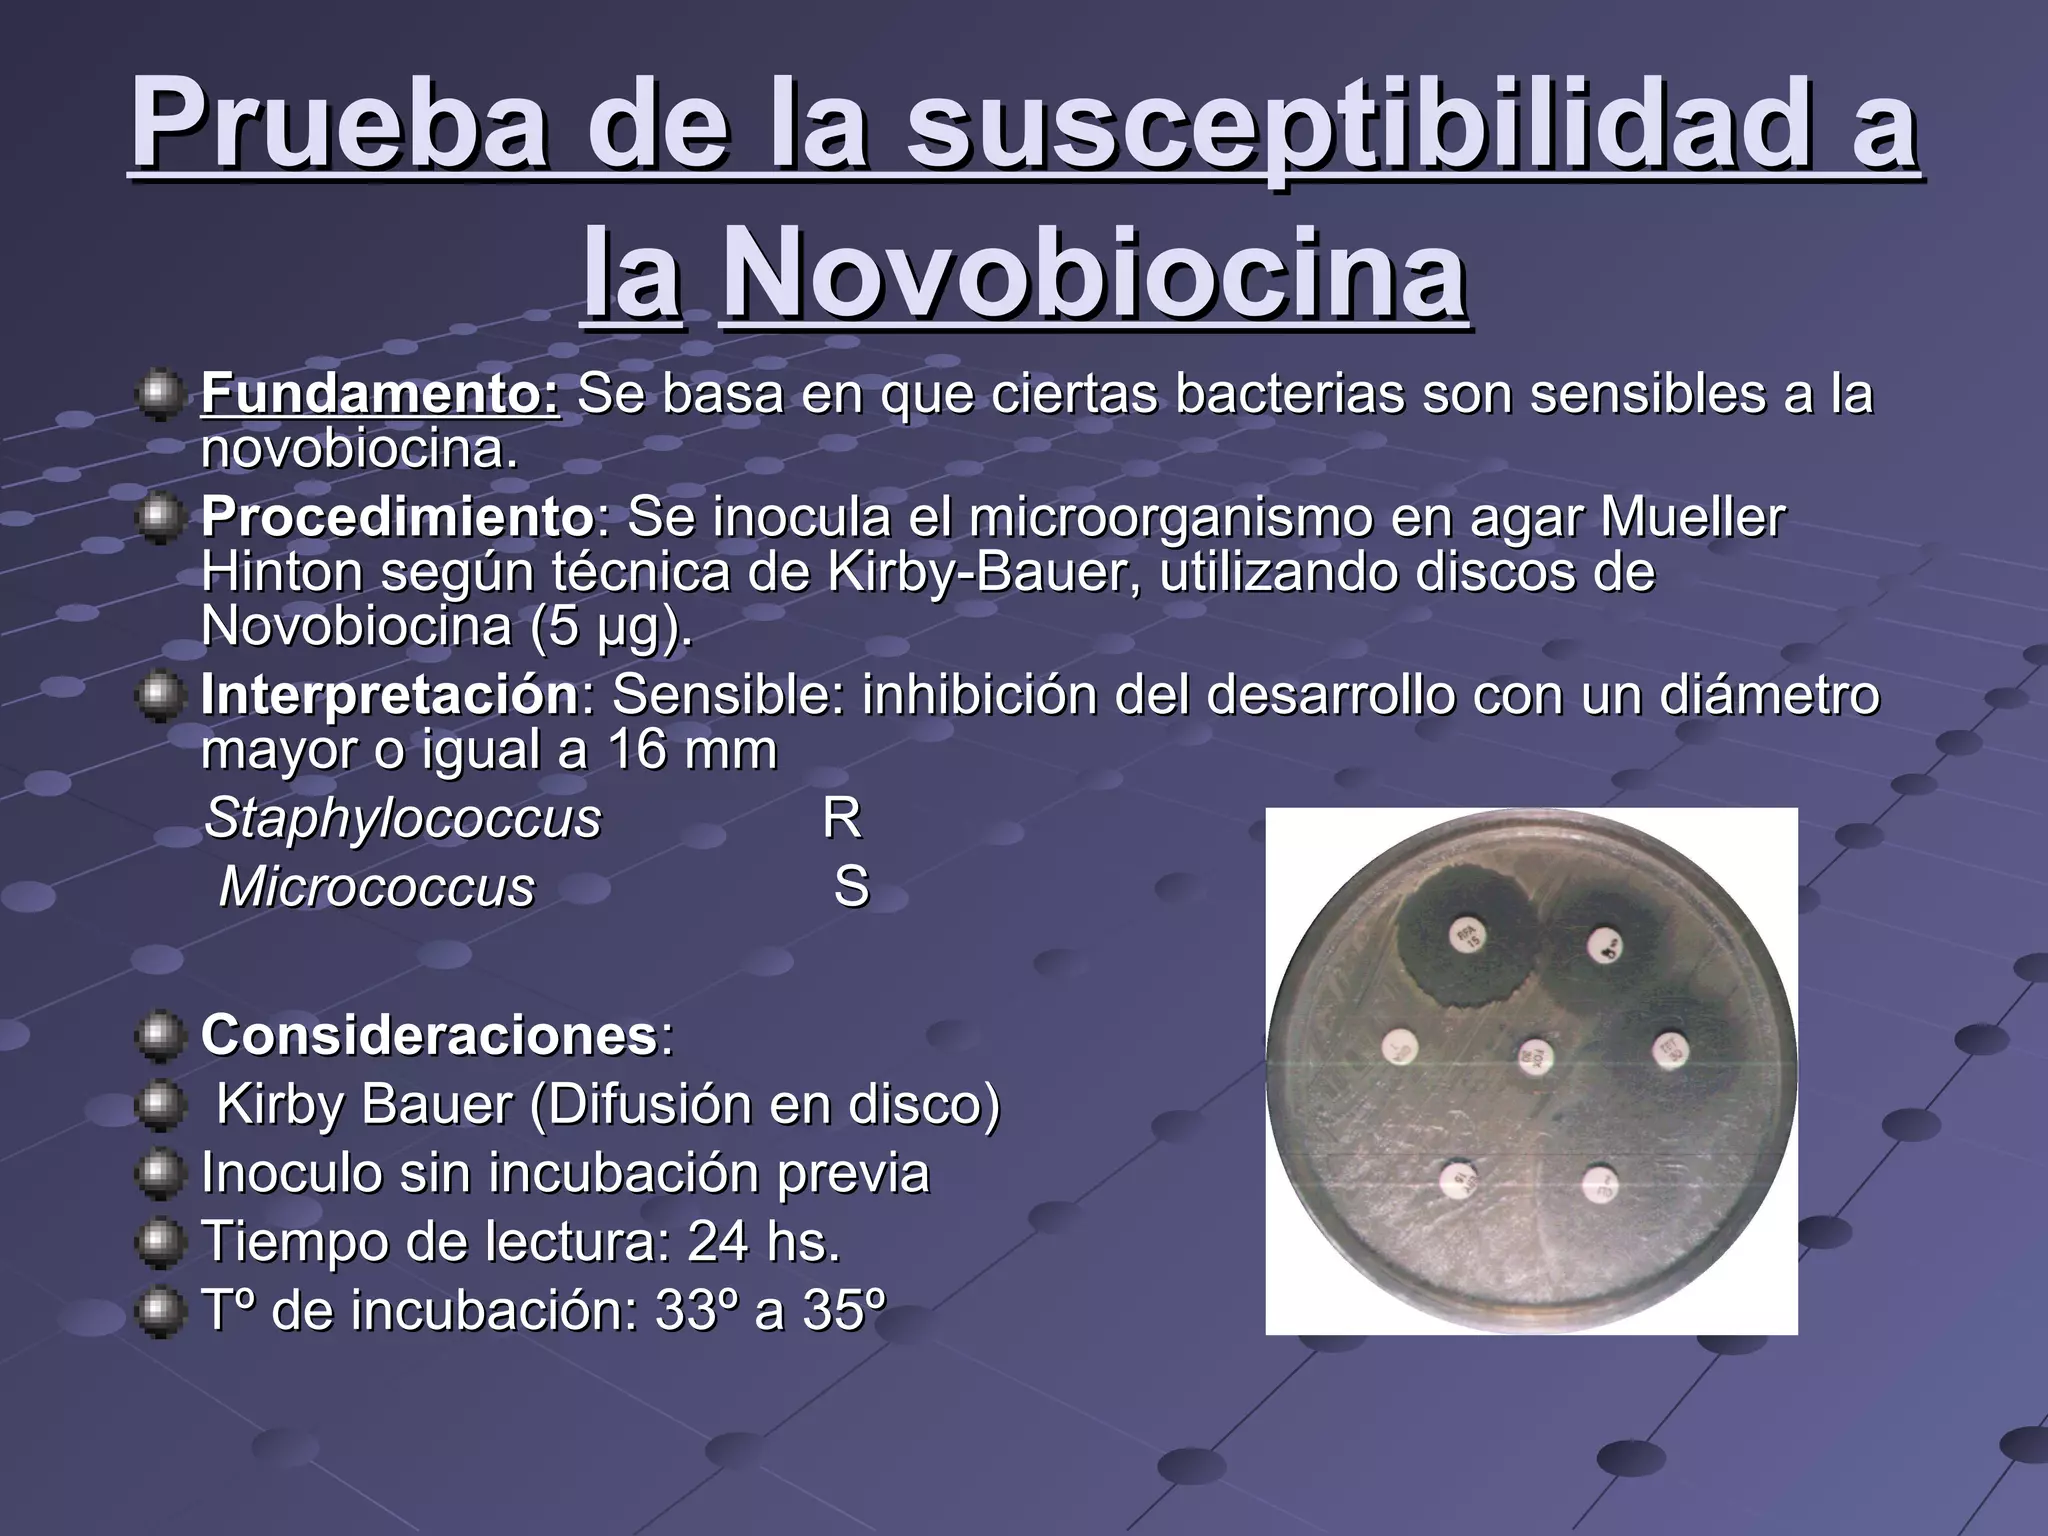 Prueba de la susceptibilidad a
la Novobiocina
Fundamento: Se basa en que ciertas bacterias son sensibles a la
novobiocina.
Procedimiento: Se inocula el microorganismo en agar Mueller
Hinton según técnica de Kirby-Bauer, utilizando discos de
Novobiocina (5 μg).
Interpretación: Sensible: inhibición del desarrollo con un diámetro
mayor o igual a 16 mm
Staphylococcus R
Micrococcus S
Consideraciones:
Kirby Bauer (Difusión en disco)
Inoculo sin incubación previa
Tiempo de lectura: 24 hs.
Tº de incubación: 33º a 35º
RFA
15